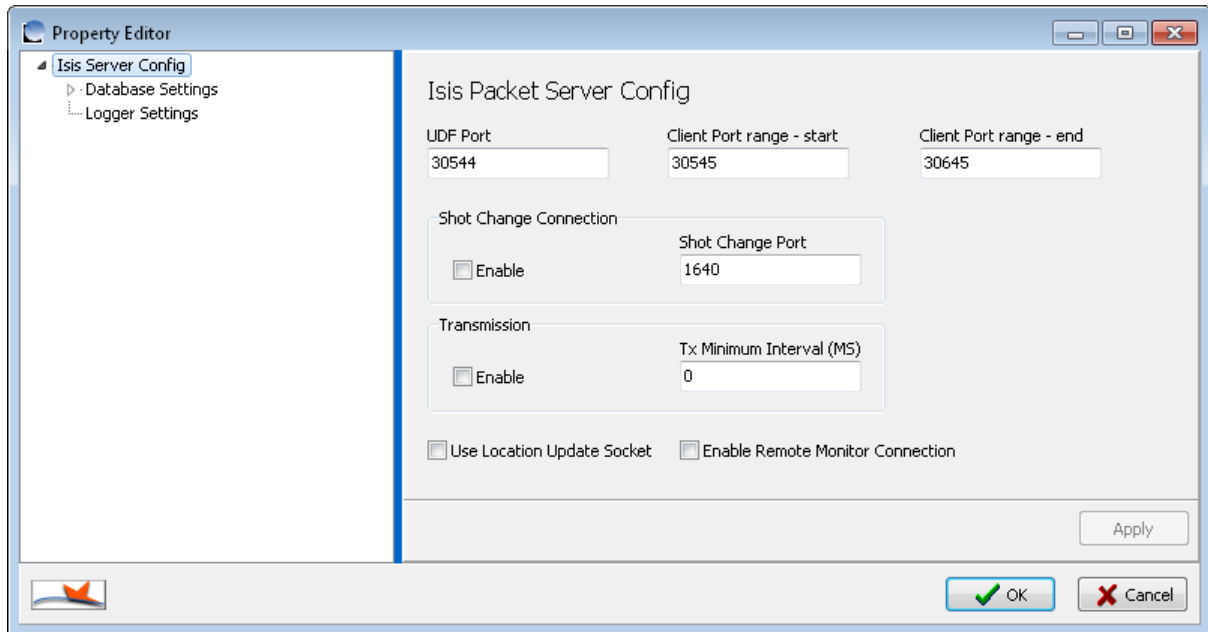 Property Editor
Isis Server Config
Database Settings
Logger Settings
Isis Packet Server Config
UDF Port Client Port range - start Client Port range - end
30544 30545 30645
Shot Change Connection
Shot Change Port
Enable 1640
Transmission
Tx Minimum Interval (MS)
Enable 0
Use Location Update Socket Enable Remote Monitor Connection
Apply
OK Cancel